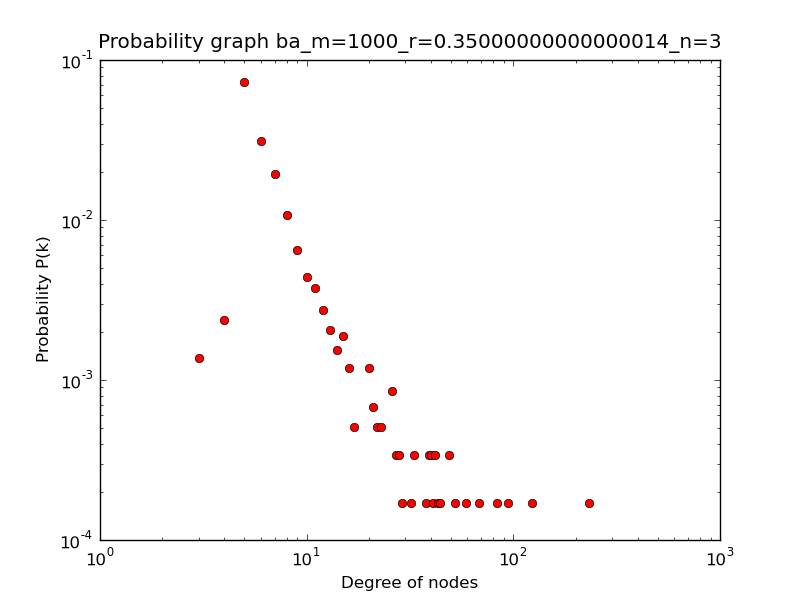 Probability graph ba_m=1000_r=0.35000000000000014_n=3
10^-1
10^-2
10^-3
10^-4
Probability P(k)
10^0 10^1 10^2 10^3
Degree of nodes